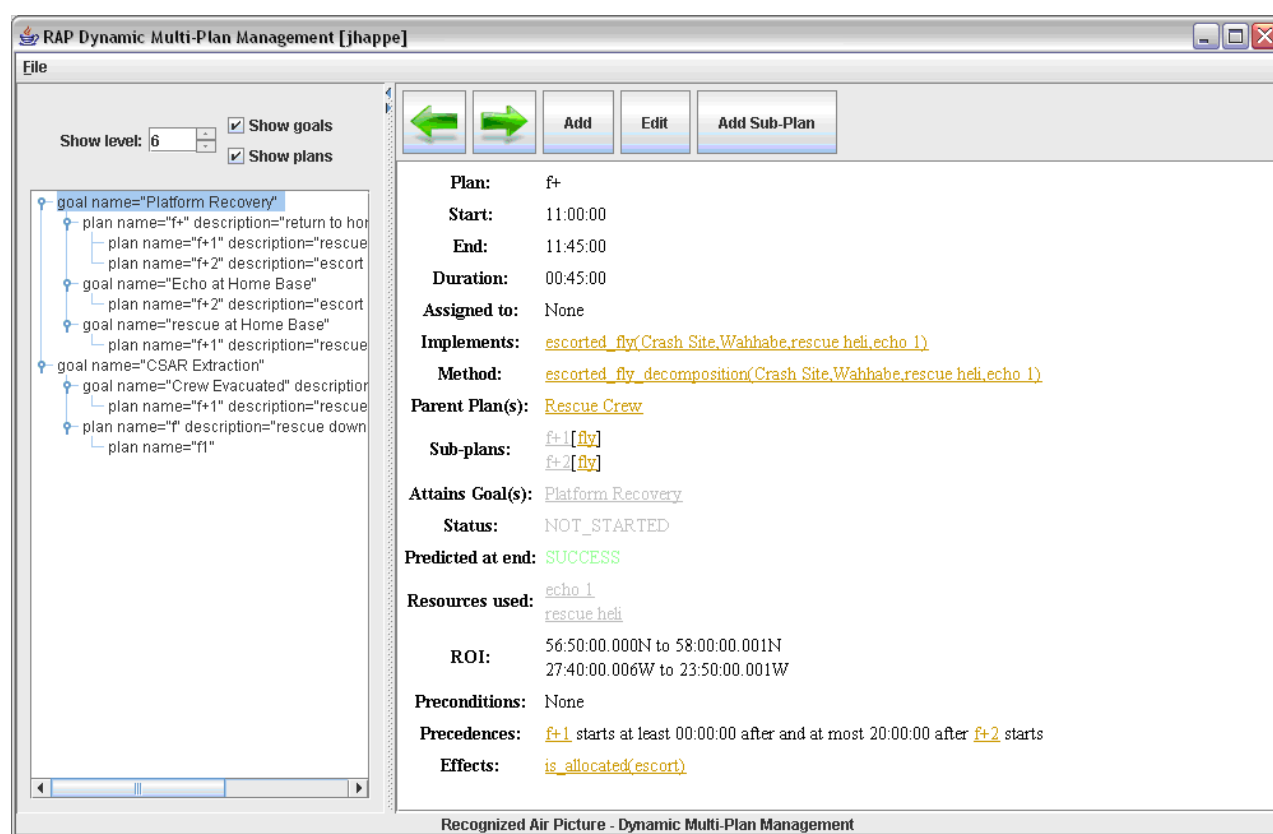 RAP Dynamic Multi-Plan Management [jhappe]
File
Show level: 6
Show goals
Show plans
goal name="Platform Recovery"
plan name="f+" description="return to hor
plan name="f+1" description="rescue
plan name="f+2" description="escort
goal name="Echo at Home Base"
plan name="f+2" description="escort
goal name="rescue at Home Base"
plan name="f+1" description="rescue
goal name="CSAR Extraction"
goal name="Crew Evacuated" description
plan name="f+1" description="rescue
plan name="f" description="rescue down
plan name="f1"
Add Edit Add Sub-Plan
Plan: f+
Start: 11:00:00
End: 11:45:00
Duration: 00:45:00
Assigned to: None
Implements: escorted_fly(Crash Site,Wahhabe,rescue heli,echo 1)
Method: escorted_fly_decomposition(Crash Site,Wahhabe,rescue heli,echo 1)
Parent Plan(s): Rescue Crew
Sub-plans: f+1[fly]
f+2[fly]
Attains Goal(s): Platform Recovery
Status: NOT_STARTED
Predicted at end: SUCCESS
Resources used: echo 1
rescue heli
ROI: 56:50:00.000N to 58:00:00.001N
27:40:00.006W to 23:50:00.001W
Preconditions: None
Precedences: f+1 starts at least 00:00:00 after and at most 20:00:00 after f+2 starts
Effects: is_allocated(escort)
Recognized Air Picture - Dynamic Multi-Plan Management